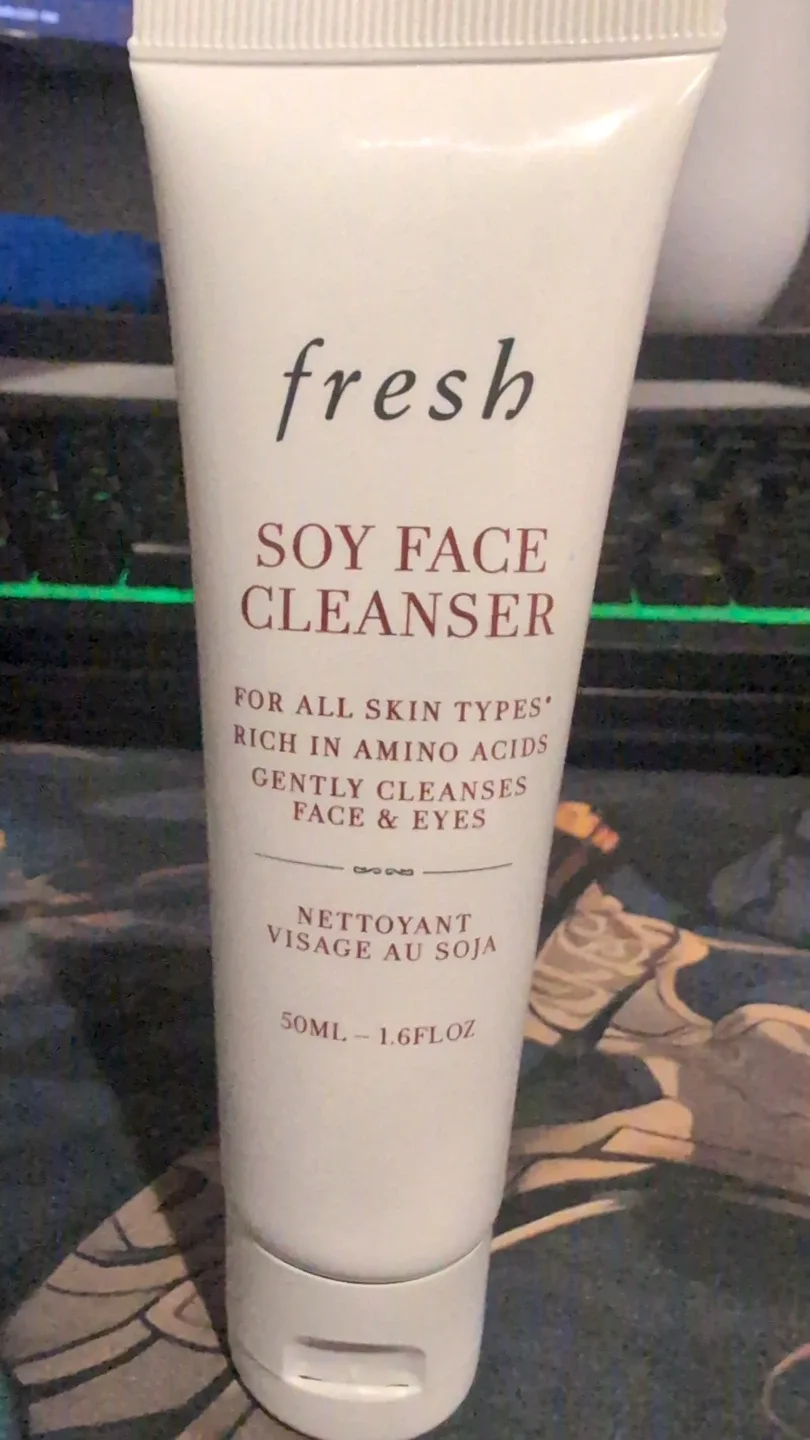 fresh
SOY FACE
CLEANSER
FOR ALL SKIN TYPES*
RICH IN AMINO ACIDS
GENTLY CLEANSES
FACE & EYES
NETTOYANT
VISAGE AU SOJA
50ML – 1.6FLOZ